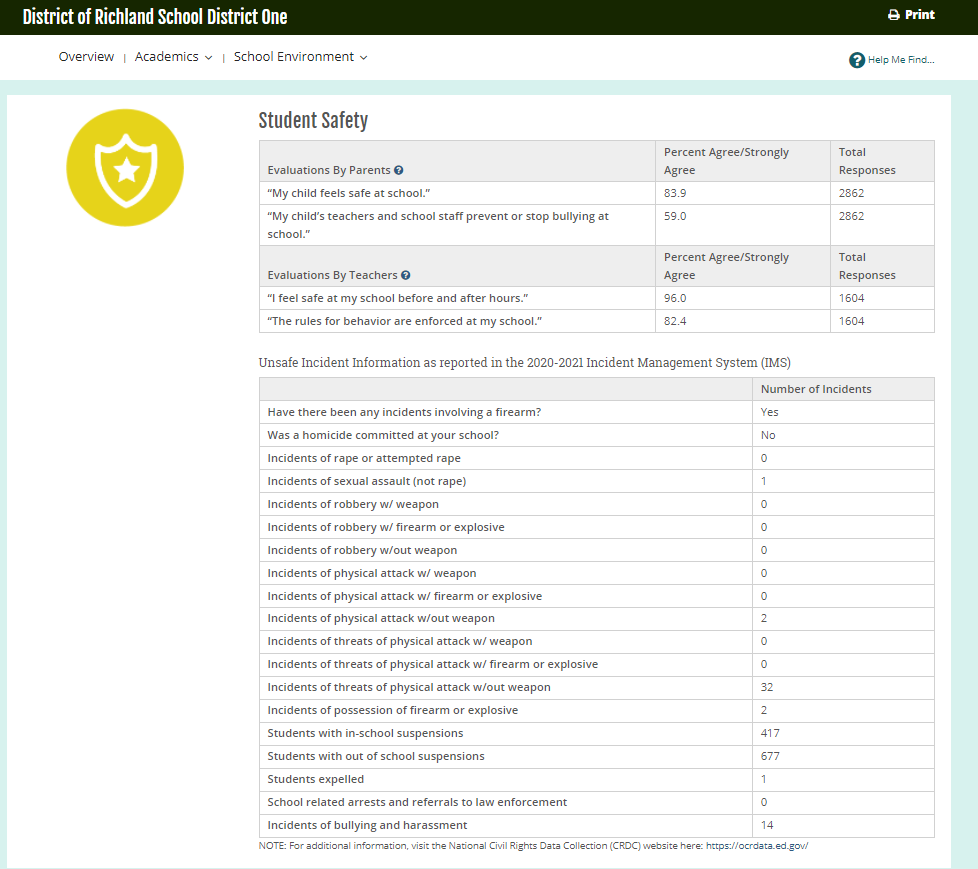 District of Richland School District One
Print
Overview | Academics | School Environment
? Help Me Find...
Student Safety
Evaluations By Parents ? Percent Agree/Strongly Agree Total Responses
“My child feels safe at school.” 83.9 2862
“My child’s teachers and school staff prevent or stop bullying at school.” 59.0 2862
Evaluations By Teachers ? Percent Agree/Strongly Agree Total Responses
“I feel safe at my school before and after hours.” 96.0 1604
“The rules for behavior are enforced at my school.” 82.4 1604
Unsafe Incident Information as reported in the 2020-2021 Incident Management System (IMS)
Number of Incidents
Have there been any incidents involving a firearm? Yes
Was a homicide committed at your school? No
Incidents of rape or attempted rape 0
Incidents of sexual assault (not rape) 1
Incidents of robbery w/ weapon 0
Incidents of robbery w/ firearm or explosive 0
Incidents of robbery w/out weapon 0
Incidents of physical attack w/ weapon 0
Incidents of physical attack w/ firearm or explosive 0
Incidents of physical attack w/out weapon 2
Incidents of threats of physical attack w/ weapon 0
Incidents of threats of physical attack w/ firearm or explosive 0
Incidents of threats of physical attack w/out weapon 32
Incidents of possession of firearm or explosive 2
Students with in-school suspensions 417
Students with out of school suspensions 677
Students expelled 1
School related arrests and referrals to law enforcement 0
Incidents of bullying and harassment 14
NOTE: For additional information, visit the National Civil Rights Data Collection (CRDC) website here: https://ocrdata.ed.gov/